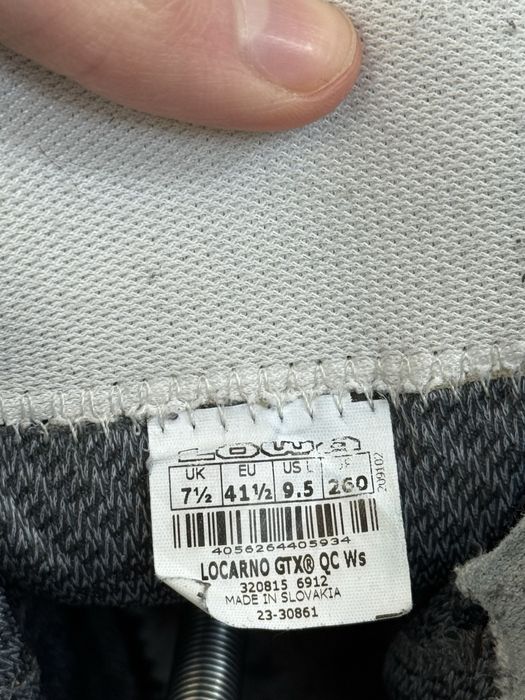 LOWA
UK EU US L
7½ 41½ 9.5 260
209102
4056264405934
LOCARNO GTX® QC Ws
320815 6912
MADE IN SLOVAKIA
23-30861